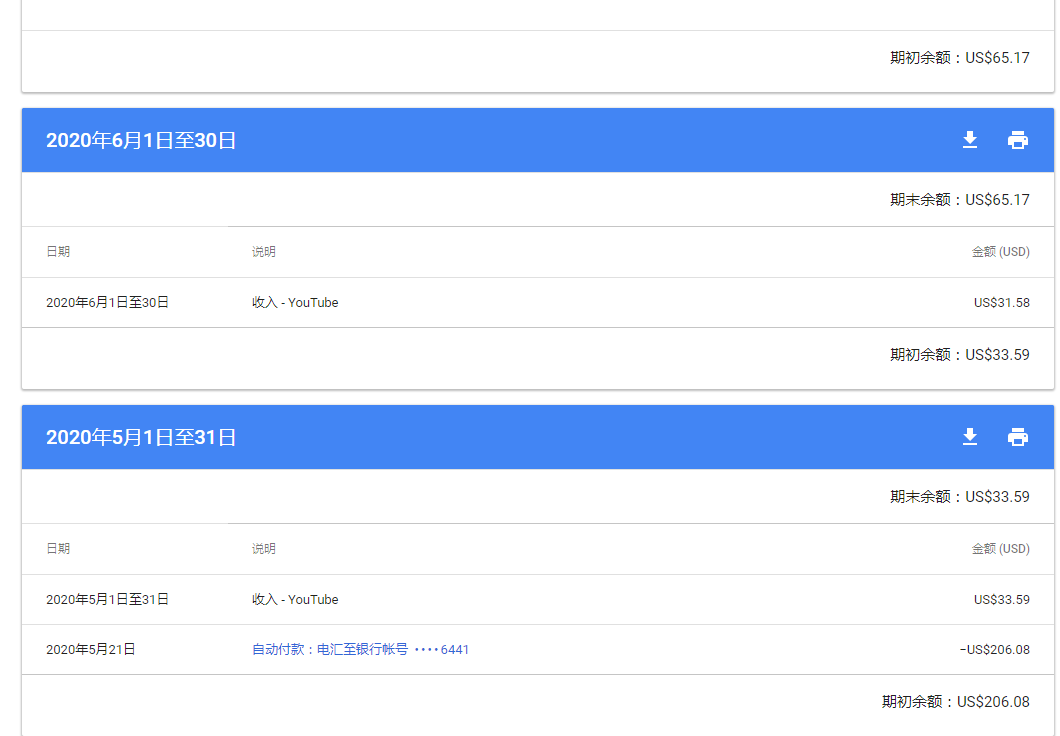 期初余额：US$65.17
2020年6月1日至30日
期末余额：US$65.17
日期 说明 金额 (USD)
2020年6月1日至30日 收入 - YouTube US$31.58
期初余额：US$33.59
2020年5月1日至31日
期末余额：US$33.59
日期 说明 金额 (USD)
2020年5月1日至31日 收入 - YouTube US$33.59
2020年5月21日 自动付款：电汇至银行帐号 ···· 6441 −US$206.08
期初余额：US$206.08